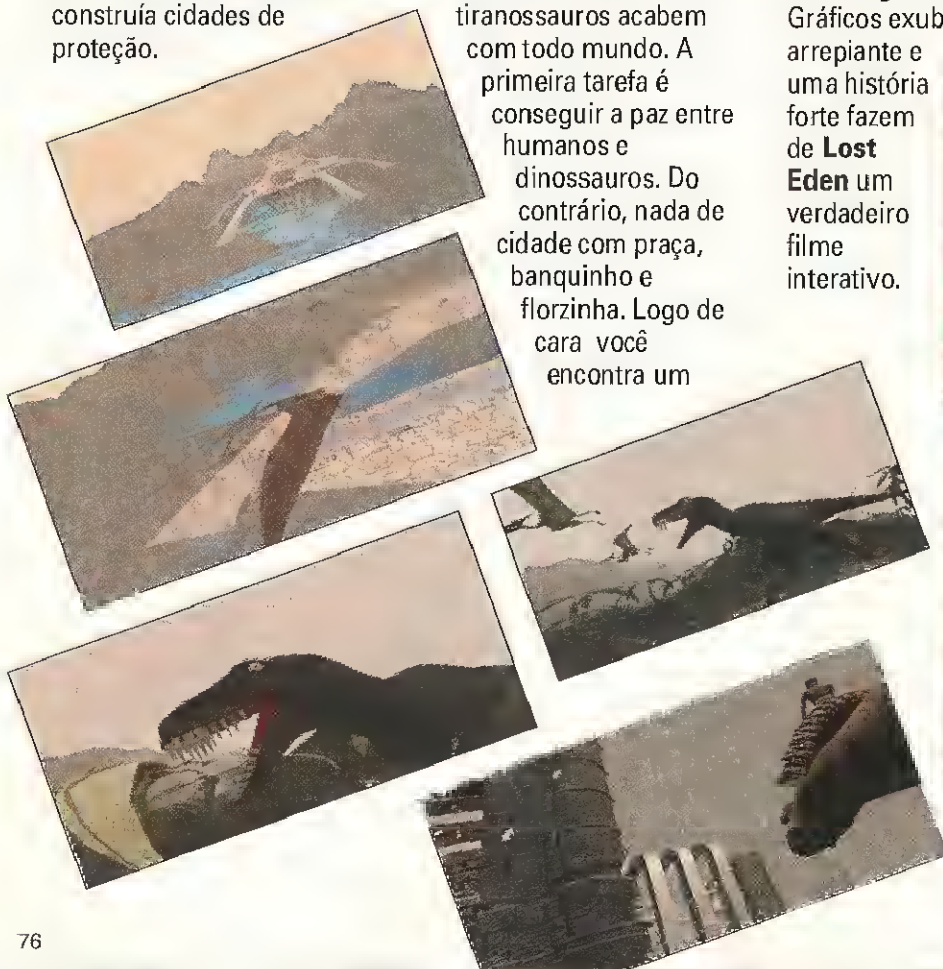 construía cidades de
proteção.
tiranossauros acabem
com todo mundo. A
primeira tarefa é
conseguir a paz entre
humanos e
dinossauros. Do
contrário, nada de
cidade com praça,
banquinho e
florzinha. Logo de
cara você
encontra um
Gráficos exub
arrepiante e
uma história
forte fazem
de Lost
Eden um
verdadeiro
filme
interativo.
76